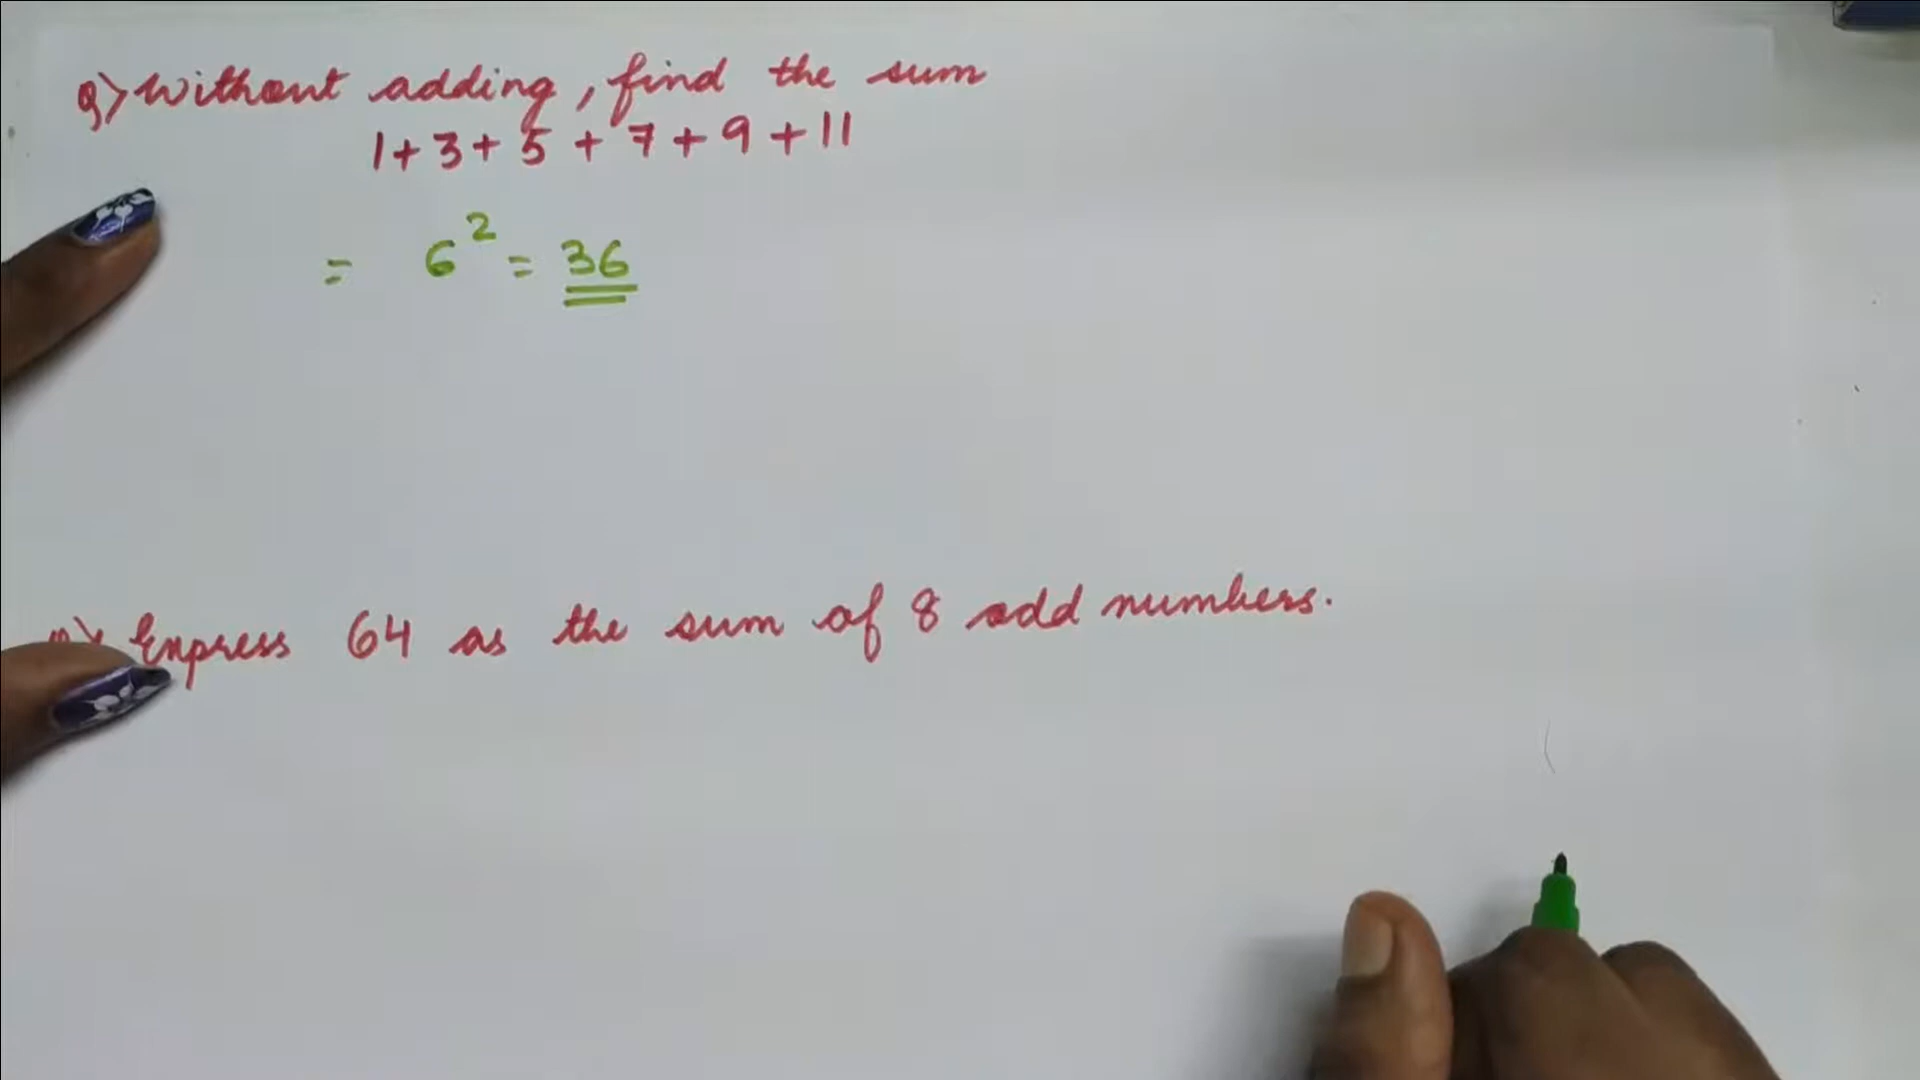 Q) Without adding, find the sum
1 + 3 + 5 + 7 + 9 + 11
= 6² = 36
Express 64 as the sum of 8 odd numbers.